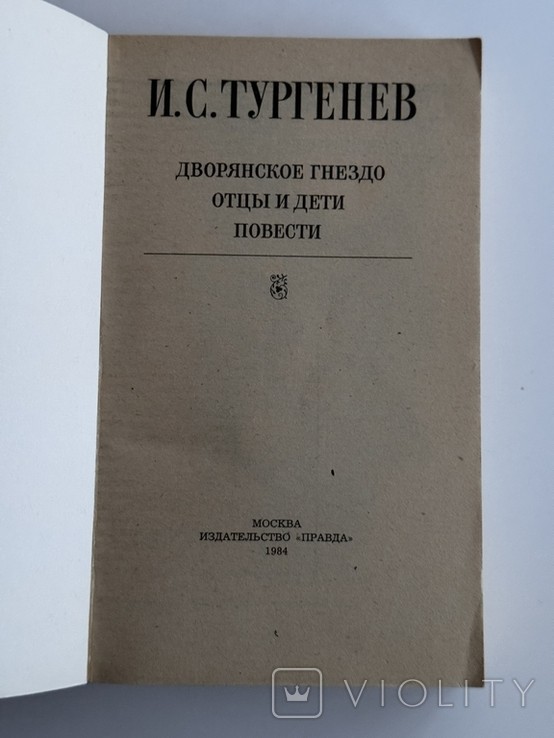 И.С.ТУРГЕНЕВ
ДВОРЯНСКОЕ ГНЕЗДО
ОТЦЫ И ДЕТИ
ПОВЕСТИ
МОСКВА
ИЗДАТЕЛЬСТВО «ПРАВДА»
1984
VIOLITY